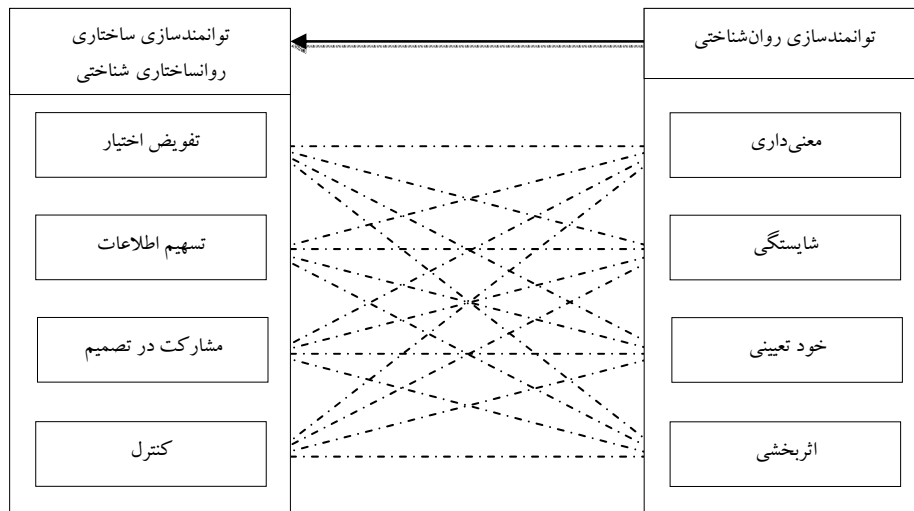 توانمندسازی روان‌شناختی
معنی‌داری
شایستگی
خود تعیینی
اثربخشی
توانمندسازی ساختاری
روانساختاری شناختی
تفویض اختیار
تسهیم اطلاعات
مشارکت در تصمیم
کنترل